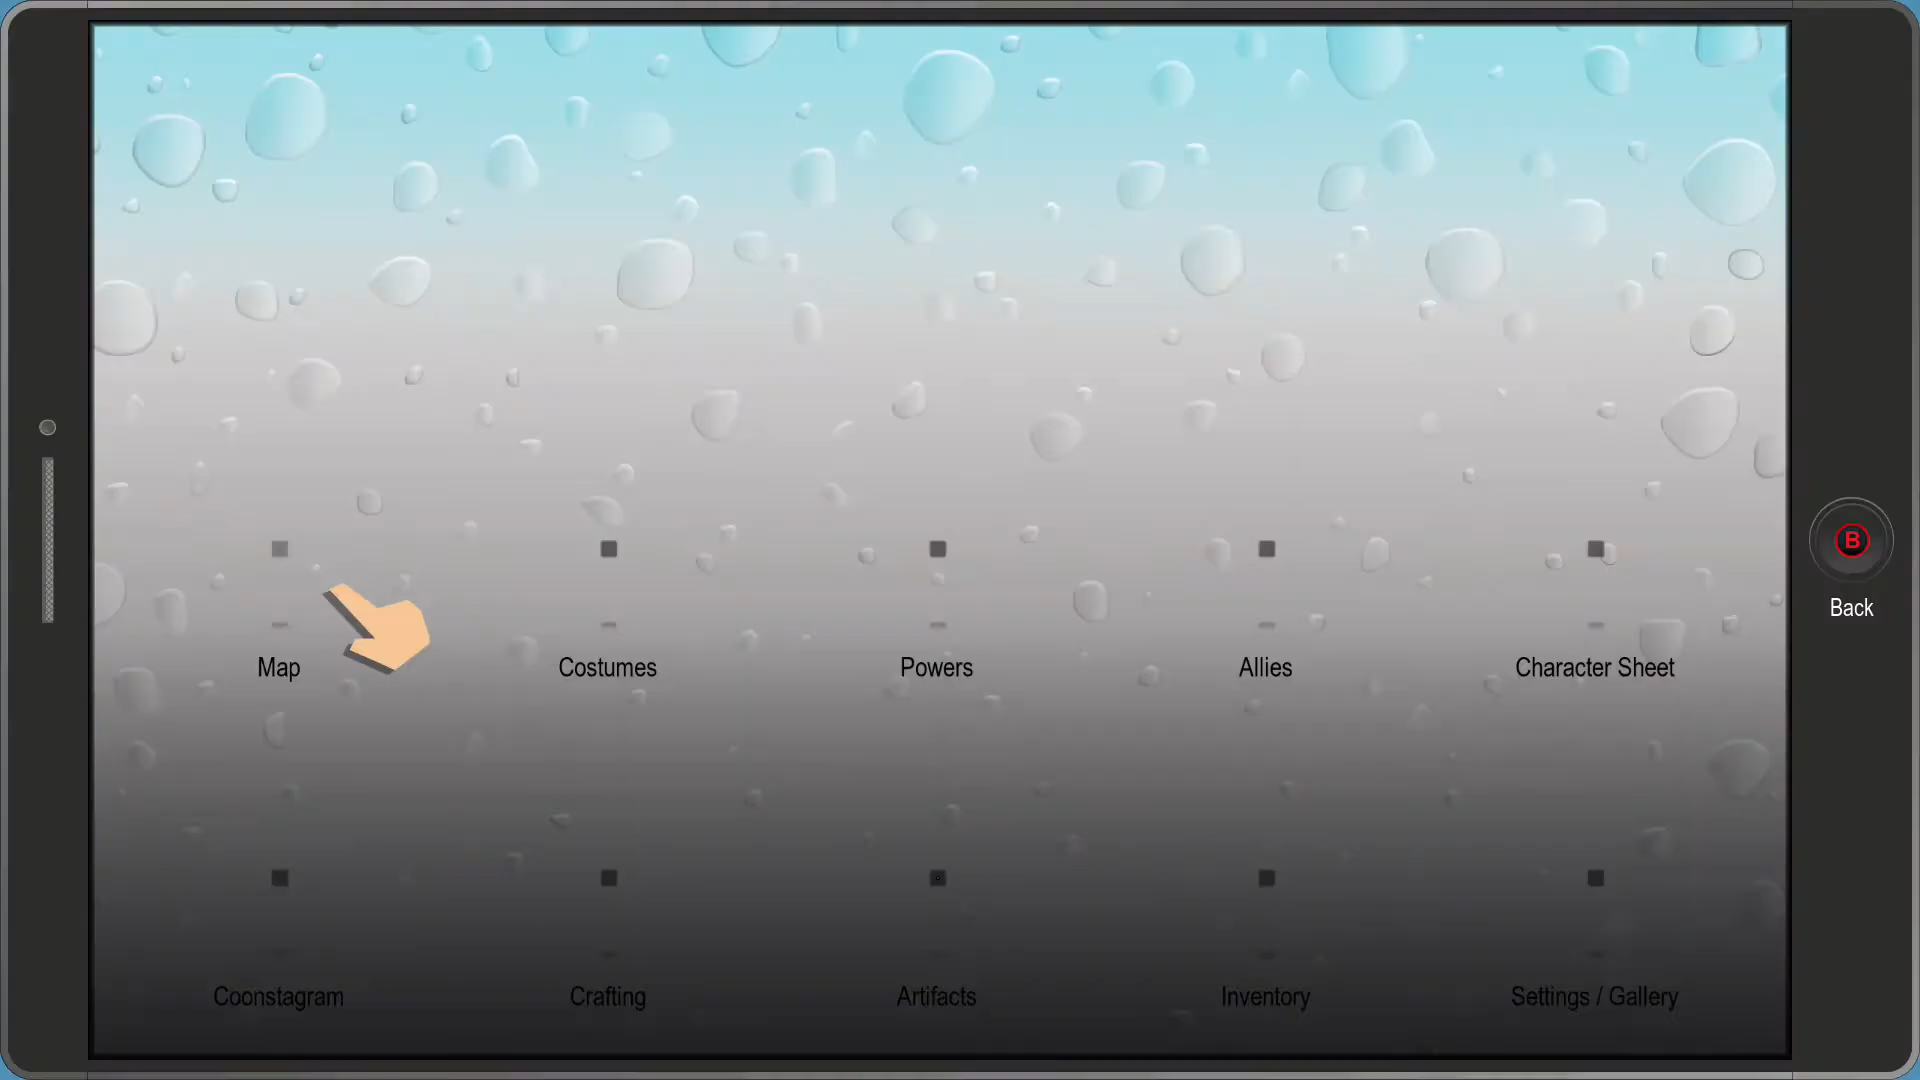 B
Back
Map
Costumes
Powers
Allies
Character Sheet
Coonstagram
Crafting
Artifacts
Inventory
Settings / Gallery